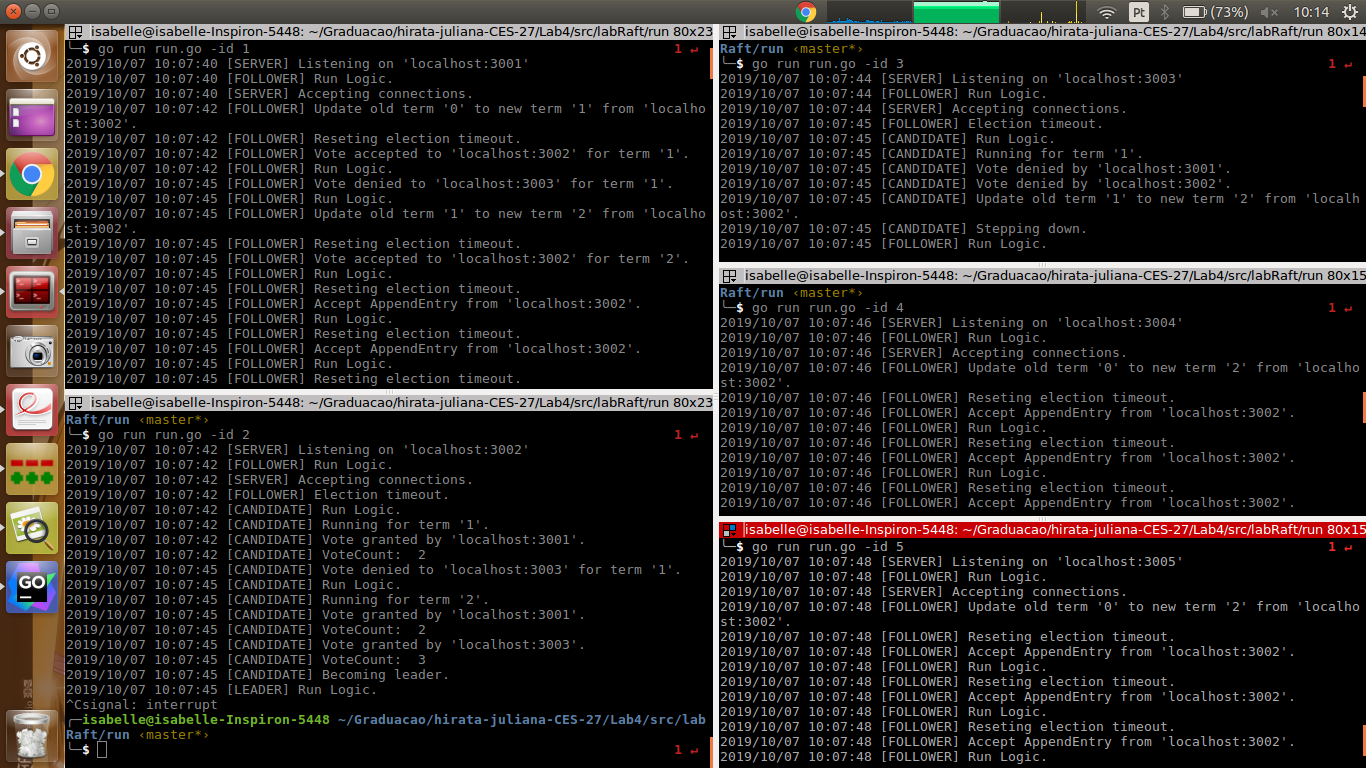 Pt
(73%)
10:14
isabelle@isabelle-Inspiron-5448: ~/Graduacao/hirata-juliana-CES-27/Lab4/src/labRaft/run 80x23
╰─$ go run run.go -id 1 1 ↵
2019/10/07 10:07:40 [SERVER] Listening on 'localhost:3001'
2019/10/07 10:07:40 [FOLLOWER] Run Logic.
2019/10/07 10:07:40 [SERVER] Accepting connections.
2019/10/07 10:07:42 [FOLLOWER] Update old term '0' to new term '1' from 'localho
st:3002'.
2019/10/07 10:07:42 [FOLLOWER] Reseting election timeout.
2019/10/07 10:07:42 [FOLLOWER] Vote accepted to 'localhost:3002' for term '1'.
2019/10/07 10:07:42 [FOLLOWER] Run Logic.
2019/10/07 10:07:45 [FOLLOWER] Vote denied to 'localhost:3003' for term '1'.
2019/10/07 10:07:45 [FOLLOWER] Run Logic.
2019/10/07 10:07:45 [FOLLOWER] Update old term '1' to new term '2' from 'localho
st:3002'.
2019/10/07 10:07:45 [FOLLOWER] Reseting election timeout.
2019/10/07 10:07:45 [FOLLOWER] Vote accepted to 'localhost:3002' for term '2'.
2019/10/07 10:07:45 [FOLLOWER] Run Logic.
2019/10/07 10:07:45 [FOLLOWER] Reseting election timeout.
2019/10/07 10:07:45 [FOLLOWER] Accept AppendEntry from 'localhost:3002'.
2019/10/07 10:07:45 [FOLLOWER] Run Logic.
2019/10/07 10:07:45 [FOLLOWER] Reseting election timeout.
2019/10/07 10:07:45 [FOLLOWER] Accept AppendEntry from 'localhost:3002'.
2019/10/07 10:07:45 [FOLLOWER] Run Logic.
2019/10/07 10:07:45 [FOLLOWER] Reseting election timeout.
isabelle@isabelle-Inspiron-5448: ~/Graduacao/hirata-juliana-CES-27/Lab4/src/labRaft/run 80x23
Raft/run ‹master*›
╰─$ go run run.go -id 2 1 ↵
2019/10/07 10:07:42 [SERVER] Listening on 'localhost:3002'
2019/10/07 10:07:42 [FOLLOWER] Run Logic.
2019/10/07 10:07:42 [SERVER] Accepting connections.
2019/10/07 10:07:42 [FOLLOWER] Election timeout.
2019/10/07 10:07:42 [CANDIDATE] Run Logic.
2019/10/07 10:07:42 [CANDIDATE] Running for term '1'.
2019/10/07 10:07:42 [CANDIDATE] Vote granted by 'localhost:3001'.
2019/10/07 10:07:42 [CANDIDATE] VoteCount:  2
2019/10/07 10:07:45 [CANDIDATE] Vote denied to 'localhost:3003' for term '1'.
2019/10/07 10:07:45 [CANDIDATE] Run Logic.
2019/10/07 10:07:45 [CANDIDATE] Running for term '2'.
2019/10/07 10:07:45 [CANDIDATE] Vote granted by 'localhost:3001'.
2019/10/07 10:07:45 [CANDIDATE] VoteCount:  2
2019/10/07 10:07:45 [CANDIDATE] Vote granted by 'localhost:3003'.
2019/10/07 10:07:45 [CANDIDATE] VoteCount:  3
2019/10/07 10:07:45 [CANDIDATE] Becoming leader.
2019/10/07 10:07:45 [LEADER] Run Logic.
^Csignal: interrupt
╭─isabelle@isabelle-Inspiron-5448 ~/Graduacao/hirata-juliana-CES-27/Lab4/src/lab
Raft/run ‹master*›
╰─$ 1 ↵
isabelle@isabelle-Inspiron-5448: ~/Graduacao/hirata-juliana-CES-27/Lab4/src/labRaft/run 80x14
Raft/run ‹master*›
╰─$ go run run.go -id 3 1 ↵
2019/10/07 10:07:44 [SERVER] Listening on 'localhost:3003'
2019/10/07 10:07:44 [FOLLOWER] Run Logic.
2019/10/07 10:07:44 [SERVER] Accepting connections.
2019/10/07 10:07:45 [FOLLOWER] Election timeout.
2019/10/07 10:07:45 [CANDIDATE] Run Logic.
2019/10/07 10:07:45 [CANDIDATE] Running for term '1'.
2019/10/07 10:07:45 [CANDIDATE] Vote denied by 'localhost:3001'.
2019/10/07 10:07:45 [CANDIDATE] Vote denied by 'localhost:3002'.
2019/10/07 10:07:45 [CANDIDATE] Update old term '1' to new term '2' from 'localh
ost:3002'.
2019/10/07 10:07:45 [CANDIDATE] Stepping down.
2019/10/07 10:07:45 [FOLLOWER] Run Logic.
isabelle@isabelle-Inspiron-5448: ~/Graduacao/hirata-juliana-CES-27/Lab4/src/labRaft/run 80x15
Raft/run ‹master*›
╰─$ go run run.go -id 4 1 ↵
2019/10/07 10:07:46 [SERVER] Listening on 'localhost:3004'
2019/10/07 10:07:46 [FOLLOWER] Run Logic.
2019/10/07 10:07:46 [SERVER] Accepting connections.
2019/10/07 10:07:46 [FOLLOWER] Update old term '0' to new term '2' from 'localho
st:3002'.
2019/10/07 10:07:46 [FOLLOWER] Reseting election timeout.
2019/10/07 10:07:46 [FOLLOWER] Accept AppendEntry from 'localhost:3002'.
2019/10/07 10:07:46 [FOLLOWER] Run Logic.
2019/10/07 10:07:46 [FOLLOWER] Reseting election timeout.
2019/10/07 10:07:46 [FOLLOWER] Accept AppendEntry from 'localhost:3002'.
2019/10/07 10:07:46 [FOLLOWER] Run Logic.
2019/10/07 10:07:46 [FOLLOWER] Reseting election timeout.
2019/10/07 10:07:46 [FOLLOWER] Accept AppendEntry from 'localhost:3002'.
isabelle@isabelle-Inspiron-5448: ~/Graduacao/hirata-juliana-CES-27/Lab4/src/labRaft/run 80x15
╰─$ go run run.go -id 5 1 ↵
2019/10/07 10:07:48 [SERVER] Listening on 'localhost:3005'
2019/10/07 10:07:48 [FOLLOWER] Run Logic.
2019/10/07 10:07:48 [SERVER] Accepting connections.
2019/10/07 10:07:48 [FOLLOWER] Update old term '0' to new term '2' from 'localho
st:3002'.
2019/10/07 10:07:48 [FOLLOWER] Reseting election timeout.
2019/10/07 10:07:48 [FOLLOWER] Accept AppendEntry from 'localhost:3002'.
2019/10/07 10:07:48 [FOLLOWER] Run Logic.
2019/10/07 10:07:48 [FOLLOWER] Reseting election timeout.
2019/10/07 10:07:48 [FOLLOWER] Accept AppendEntry from 'localhost:3002'.
2019/10/07 10:07:48 [FOLLOWER] Run Logic.
2019/10/07 10:07:48 [FOLLOWER] Reseting election timeout.
2019/10/07 10:07:48 [FOLLOWER] Accept AppendEntry from 'localhost:3002'.
2019/10/07 10:07:48 [FOLLOWER] Run Logic.
GO